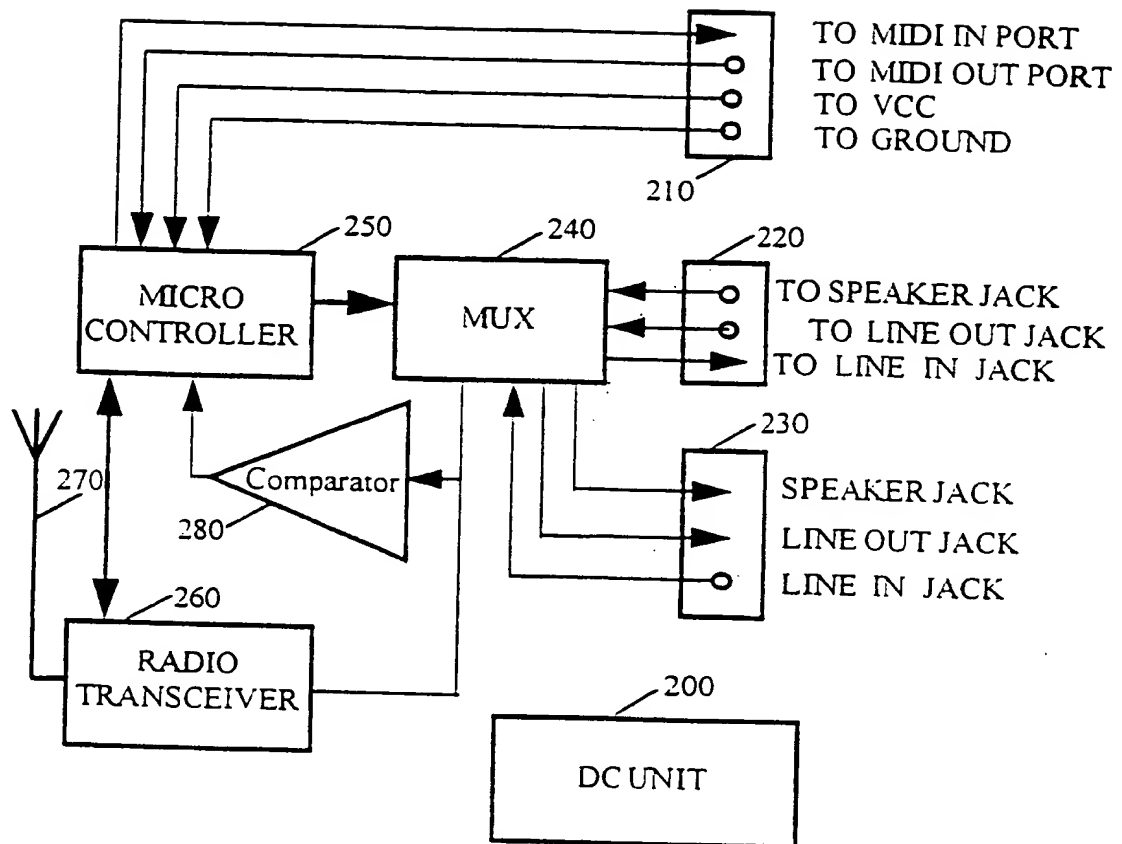 TO MIDI IN PORT
TO MIDI OUT PORT
TO VCC
TO GROUND
210
250
240
220
MICRO
CONTROLLER
MUX
TO SPEAKER JACK
TO LINE OUT JACK
TO LINE IN JACK
230
270
Comparator
280
SPEAKER JACK
LINE OUT JACK
LINE IN JACK
260
RADIO
TRANSCEIVER
200
DC UNIT